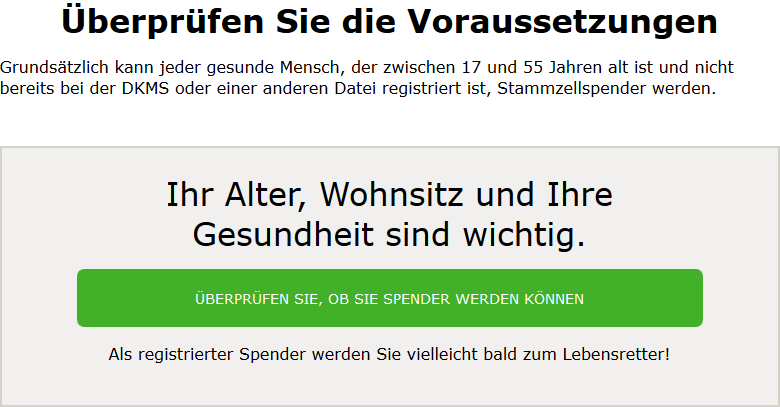 Überprüfen Sie die Voraussetzungen
Grundsätzlich kann jeder gesunde Mensch, der zwischen 17 und 55 Jahren alt ist und nicht
bereits bei der DKMS oder einer anderen Datei registriert ist, Stammzellspender werden.
Ihr Alter, Wohnsitz und Ihre
Gesundheit sind wichtig.
ÜBERPRÜFEN SIE, OB SIE SPENDER WERDEN KÖNNEN
Als registrierter Spender werden Sie vielleicht bald zum Lebensretter!